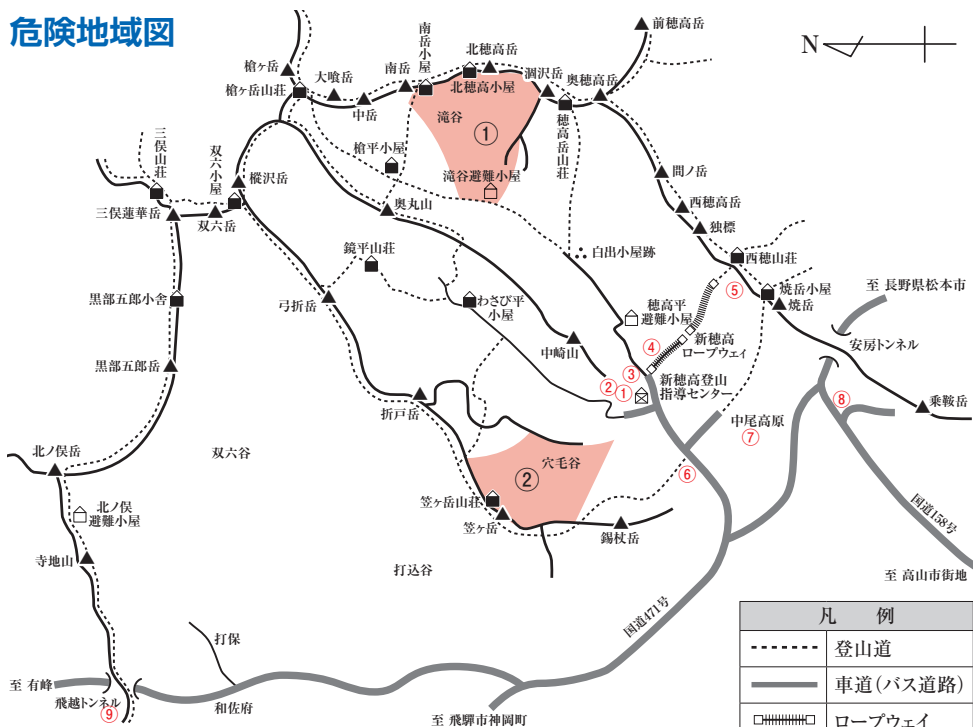 危険地域図
N
前穂高岳
南岳小屋
北穂高岳
槍ヶ岳
大喰岳
南岳
涸沢岳
奥穂高岳
槍ヶ岳山荘
中岳
北穂高小屋
滝谷
①
穂高岳山荘
三俣山荘
双六小屋
槍平小屋
滝谷避難小屋
間ノ岳
樅沢岳
西穂高岳
三俣蓮華岳
双六岳
奥丸山
独標
白出小屋跡
西穂山荘
鏡平山荘
⑤
焼岳小屋
焼岳
至 長野県松本市
黒部五郎小舎
弓折岳
わさび平
小屋
穂高平
避難小屋
新穂高
ロープウェイ
④
安房トンネル
中崎山
③
黒部五郎岳
②
①
新穂高登山
指導センター
折戸岳
⑧
乗鞍岳
中尾高原
⑦
北ノ俣岳
双六谷
穴毛谷
②
⑥
笠ヶ岳山荘
北ノ俣
避難小屋
笠ヶ岳
錫杖岳
国道158号
寺地山
打込谷
至 高山市街地
国道471号
打保
至 有峰
飛越トンネル
⑨
和佐府
至 飛騨市神岡町
凡 例
登山道
車道(バス道路)
ロープウェイ